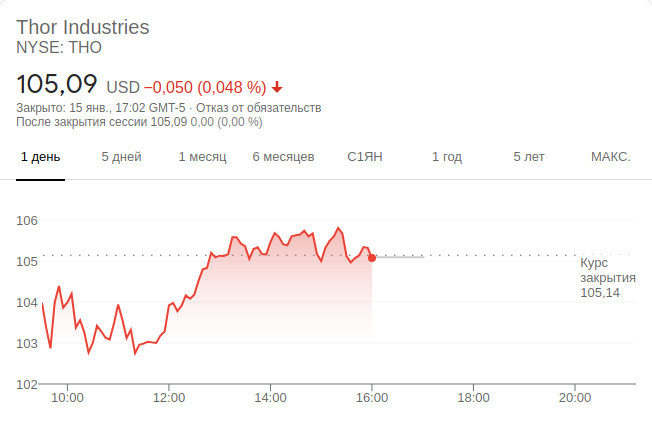 Thor Industries
NYSE: THO
105,09 USD −0,050 (0,048 %)
Закрыто: 15 янв., 17:02 GMT-5 · Отказ от обязательств
После закрытия сессии 105,09 0,00 (0,00 %)
1 день 5 дней 1 месяц 6 месяцев С1ЯН 1 год 5 лет МАКС.
106
105
104
103
102
Курс
закрытия
105,14
10:00 12:00 14:00 16:00 18:00 20:00